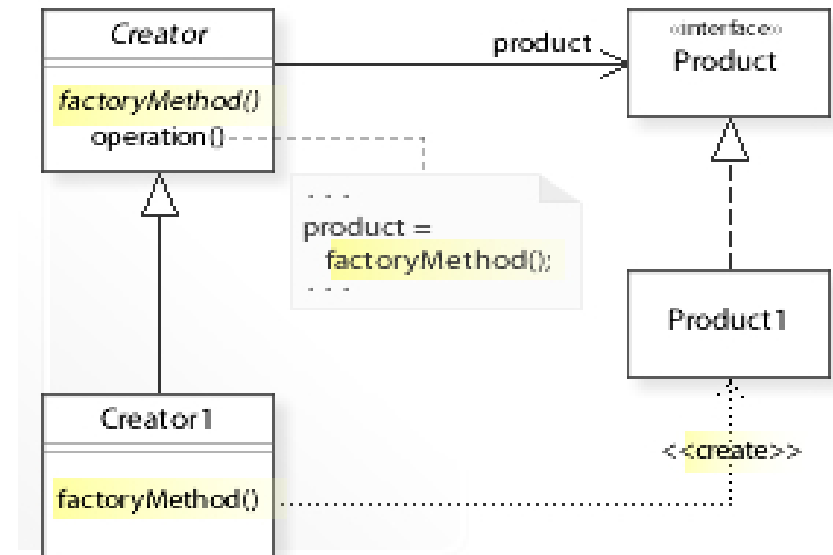 Creator
factoryMethod()
operation()
product
«interface»
Product
- - -
product =
factoryMethod();
- - -
Product1
Creator1
factoryMethod()
<<create>>